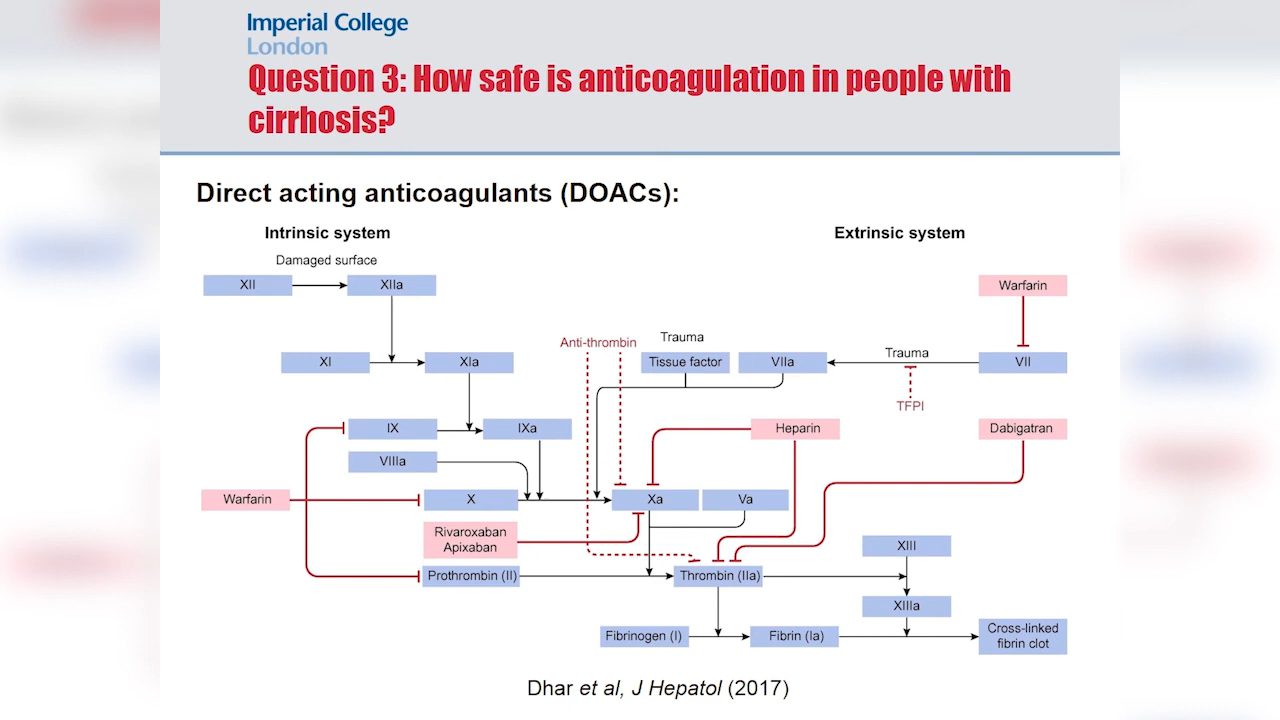 Imperial College
London
Question 3: How safe is anticoagulation in people with
cirrhosis?
Direct acting anticoagulants (DOACs):
Intrinsic system
Extrinsic system
Damaged surface
XII
XIIa
Warfarin
Anti-thrombin
Trauma
XI
XIa
Tissue factor
VIIa
Trauma
VII
TFPI
IX
IXa
Heparin
Dabigatran
VIIIa
Warfarin
X
Xa
Va
Rivaroxaban
Apixaban
XIII
Prothrombin (II)
Thrombin (IIa)
XIIIa
Fibrinogen (I)
Fibrin (Ia)
Cross-linked
fibrin clot
Dhar et al, J Hepatol (2017)